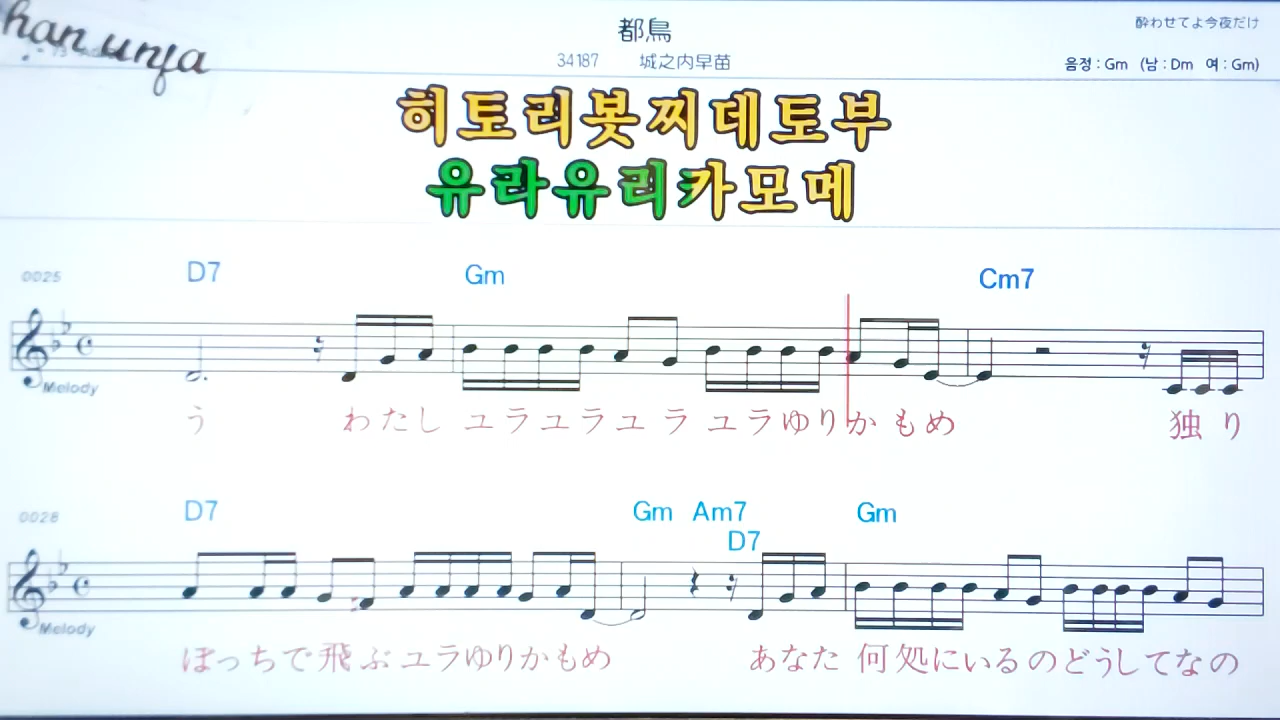 han unja
都鳥
酔わせてよ今夜だけ
34187 城之内早苗
음정 : Gm (남 : Dm 여 : Gm)
히토리봇찌데토부
유라유리카모메
0025 D7 Gm Cm7
Melody
う わたし ユラユラユラ ユラゆりかもめ 独り
0028 D7 Gm Am7 Gm
D7
Melody
ぼっちで飛ぶユラゆりかもめ あなた 何処にいるのどうしてなの